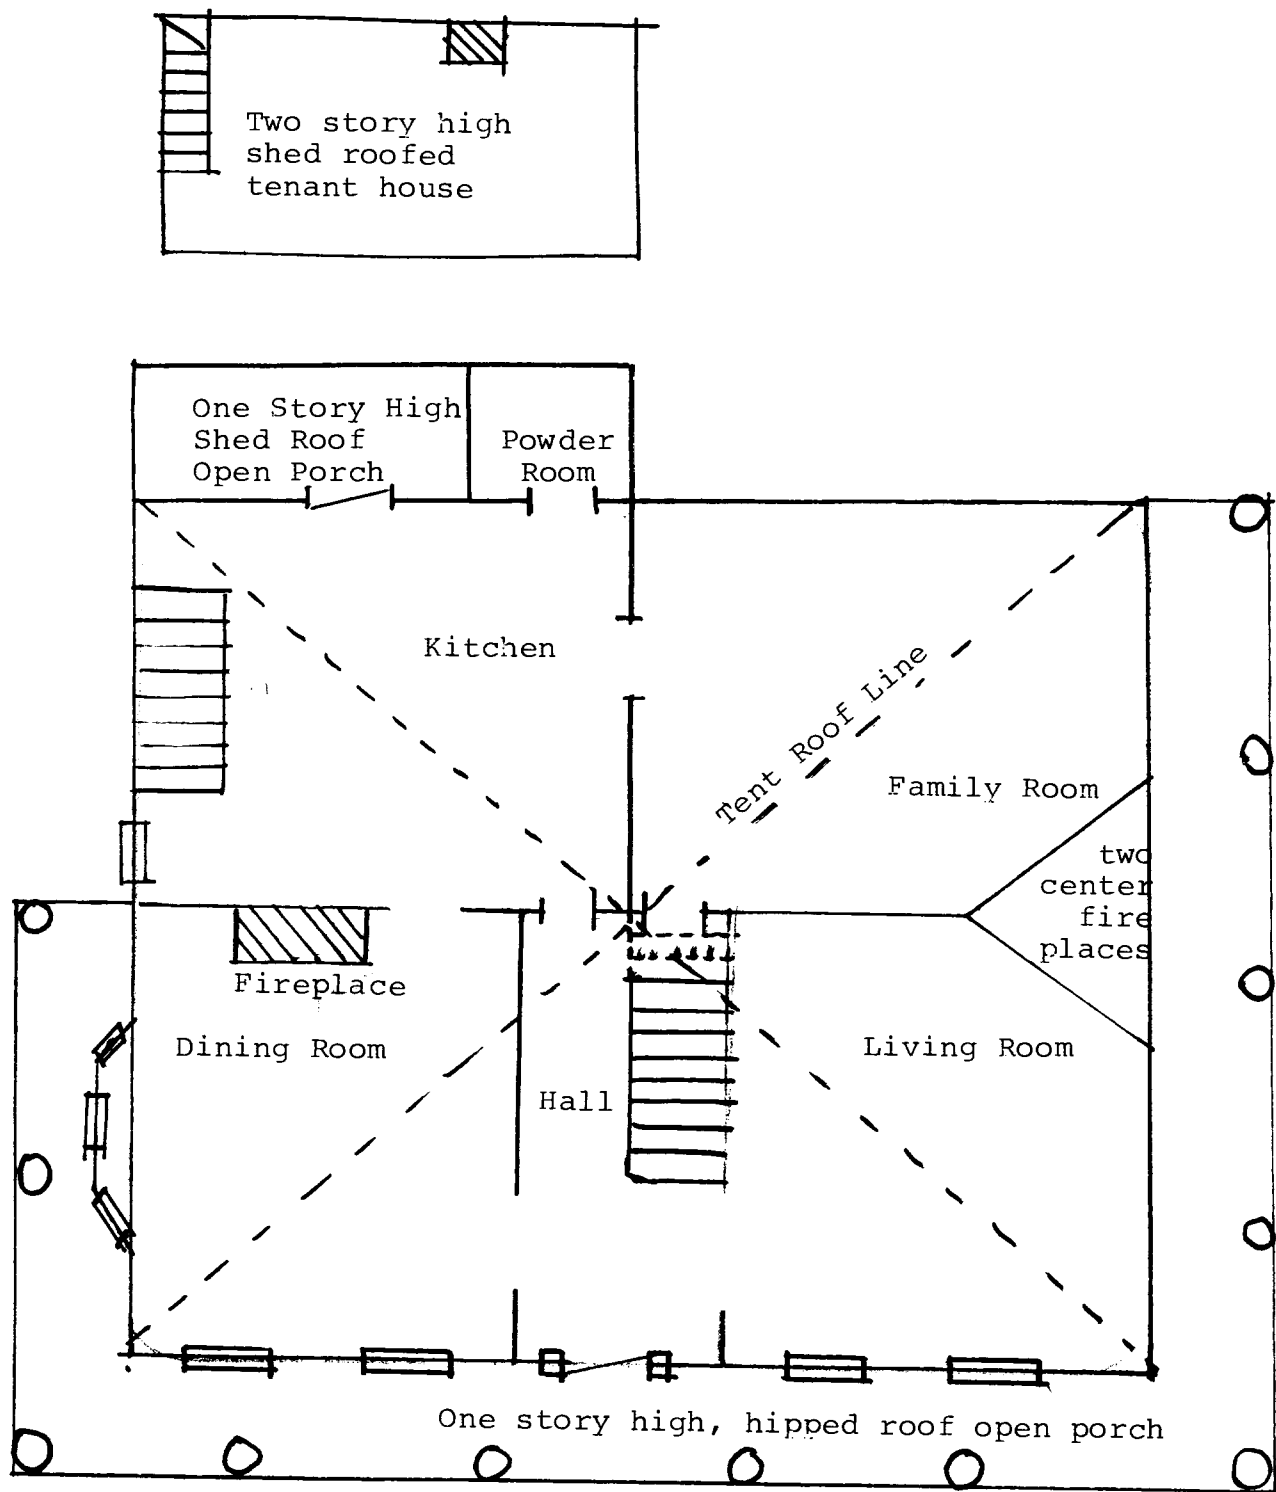 Two story high
shed roofed
tenant house
One Story High
Shed Roof
Open Porch
Powder
Room
Kitchen
Tent Roof Line
Family Room
two
center
fire
places
Fireplace
Dining Room
Living Room
Hall
One story high, hipped roof open porch